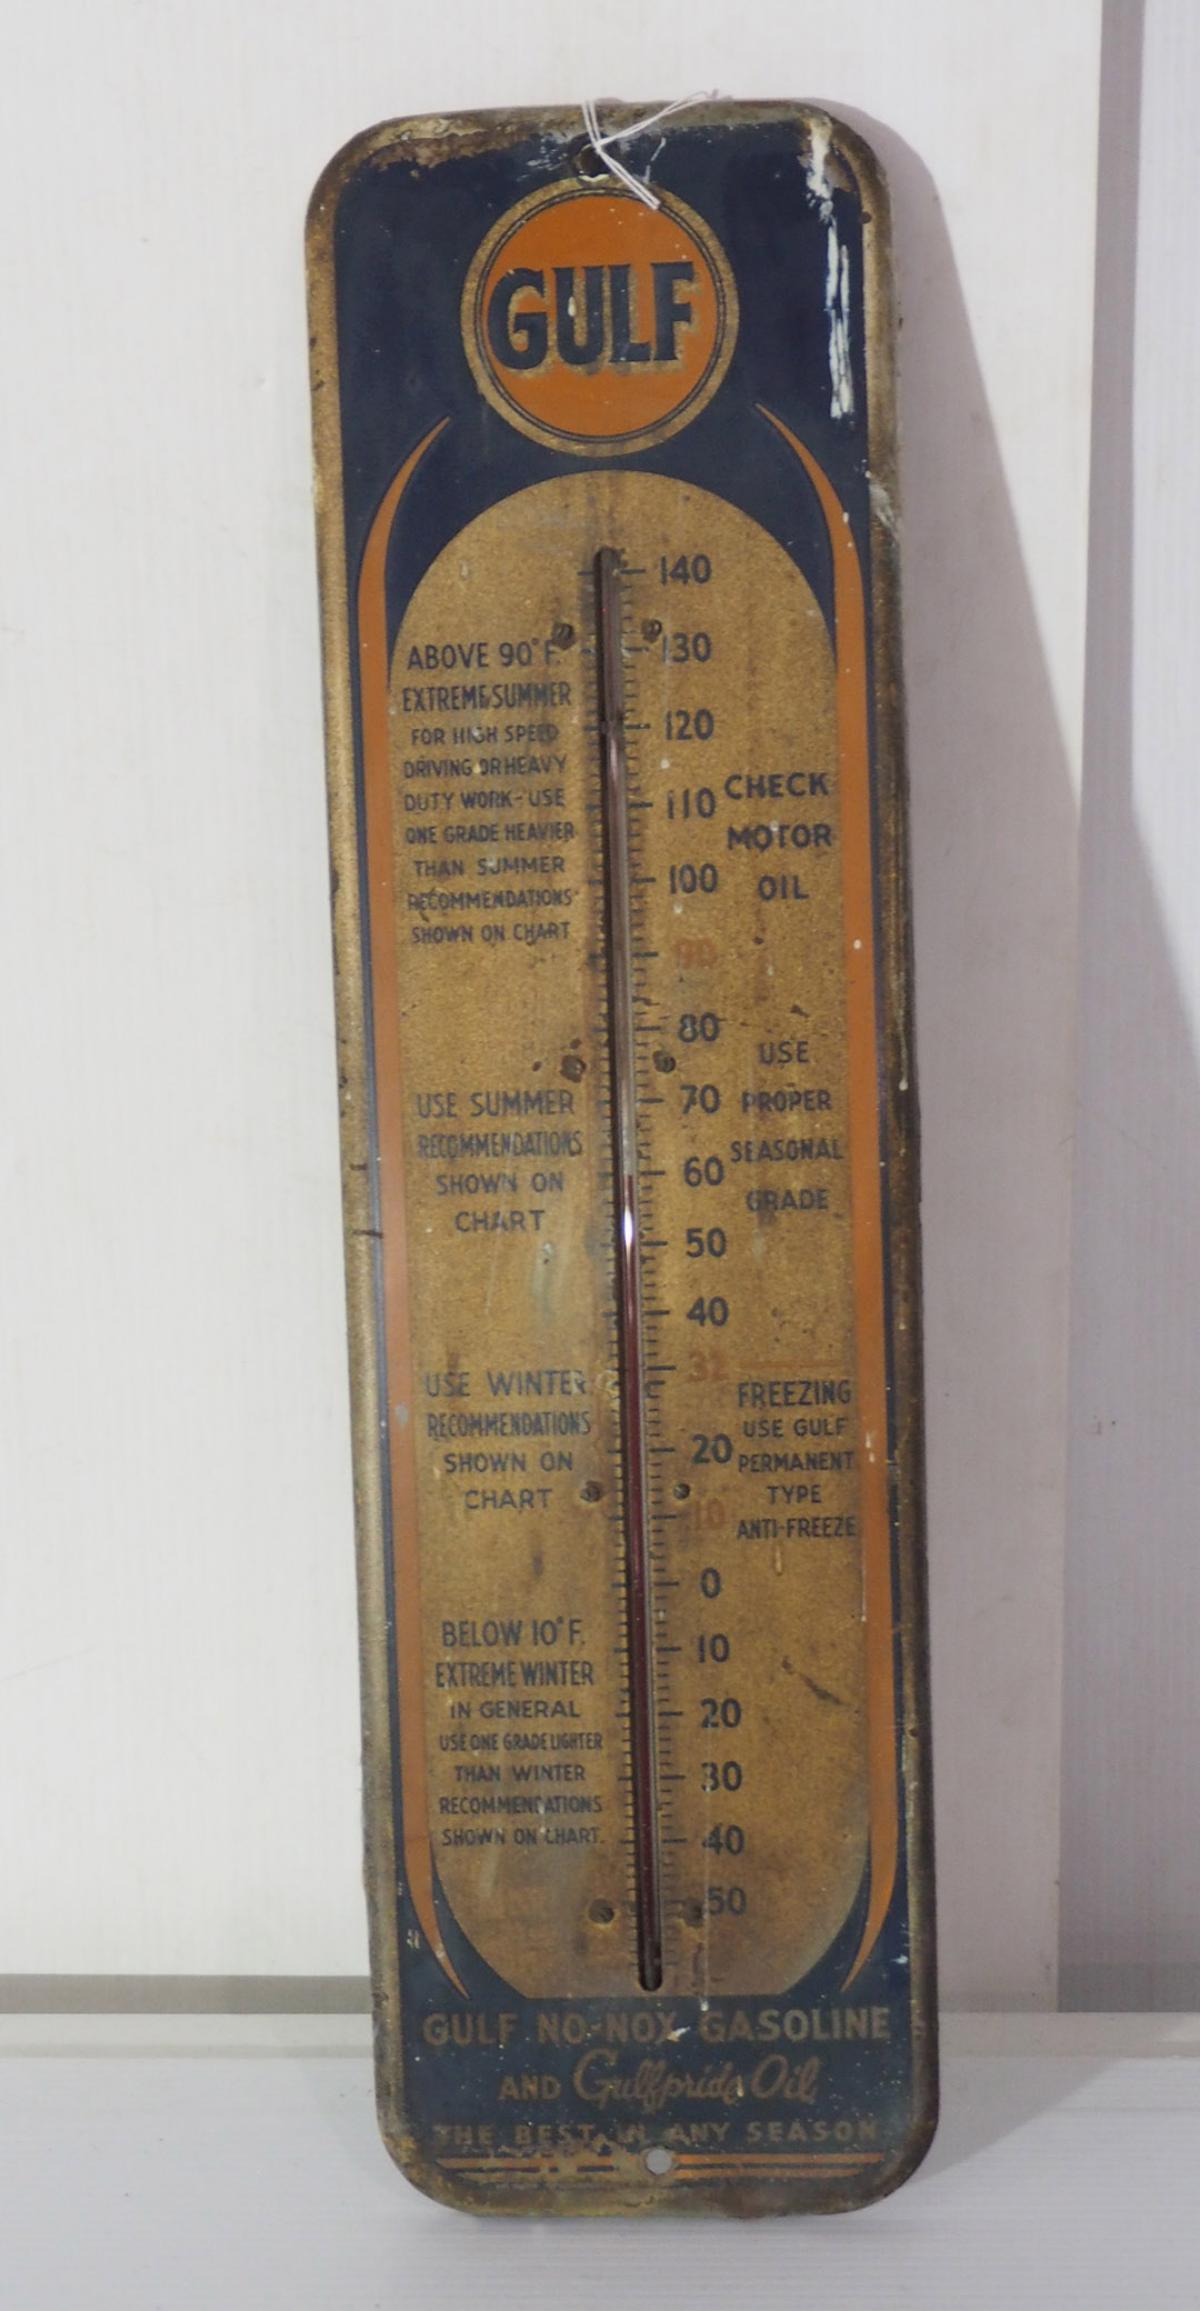 GULF
140
130
120
110
100
90
80
70
60
50
40
32
20
10
0
10
20
30
40
50
ABOVE 90° F.
EXTREME SUMMER
FOR HIGH SPEED
DRIVING OR HEAVY
DUTY WORK-USE
ONE GRADE HEAVIER
THAN SUMMER
RECOMMENDATIONS
SHOWN ON CHART
USE SUMMER
RECOMMENDATIONS
SHOWN ON
CHART
USE WINTER
RECOMMENDATIONS
SHOWN ON
CHART
BELOW 10° F.
EXTREME WINTER
IN GENERAL
USE ONE GRADE LIGHTER
THAN WINTER
RECOMMENDATIONS
SHOWN ON CHART.
CHECK
MOTOR
OIL
USE
PROPER
SEASONAL
GRADE
FREEZING
USE GULF
PERMANENT
TYPE
ANTI-FREEZE
GULF NO-NOX GASOLINE
AND Gulfpride Oil
THE BEST IN ANY SEASON